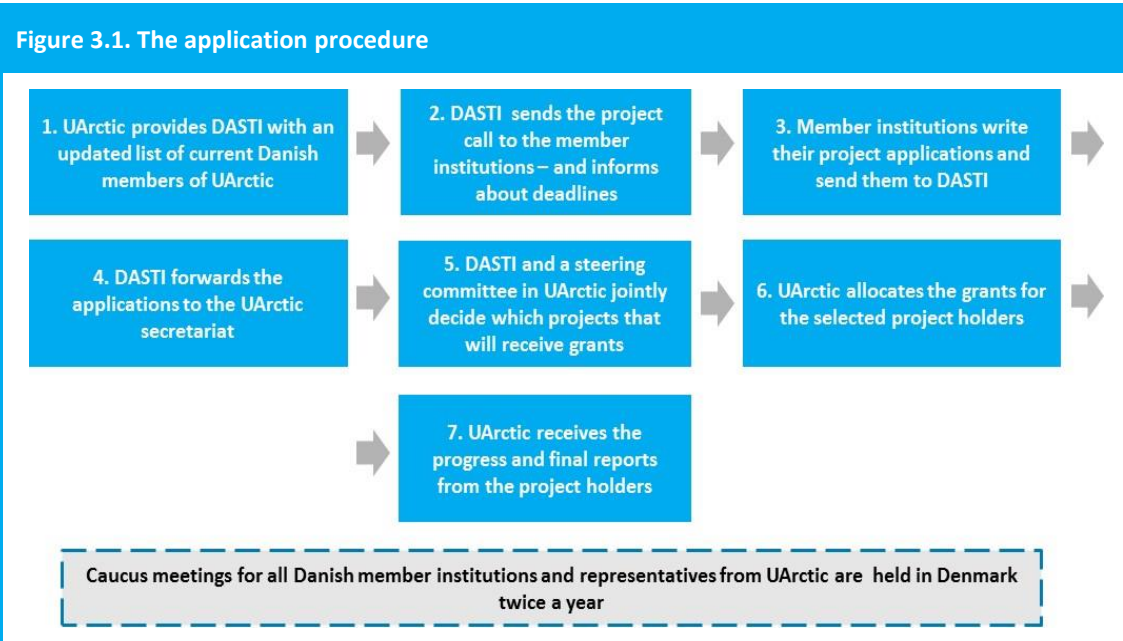 Figure 3.1. The application procedure
1. UArctic provides DASTI with an
updated list of current Danish
members of UArctic
2. DASTI sends the project
call to the member
institutions – and informs
about deadlines
3. Member institutions write
their project applications and
send them to DASTI
4. DASTI forwards the
applications to the UArctic
secretariat
5. DASTI and a steering
committee in UArctic jointly
decide which projects that
will receive grants
6. UArctic allocates the grants for
the selected project holders
7. UArctic receives the
progress and final reports
from the project holders
Caucus meetings for all Danish member institutions and representatives from UArctic are held in Denmark
twice a year